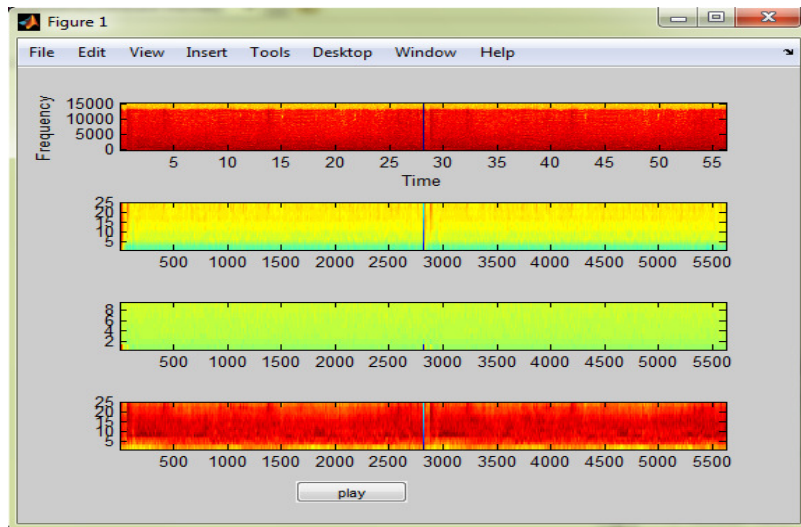 Figure 1
File Edit View Insert Tools Desktop Window Help
Frequency
15000
10000
5000
0
5 10 15 20 25 30 35 40 45 50 55
Time
25
20
15
10
5
500 1000 1500 2000 2500 3000 3500 4000 4500 5000 5500
8
6
4
2
500 1000 1500 2000 2500 3000 3500 4000 4500 5000 5500
25
20
15
10
5
500 1000 1500 2000 2500 3000 3500 4000 4500 5000 5500
play